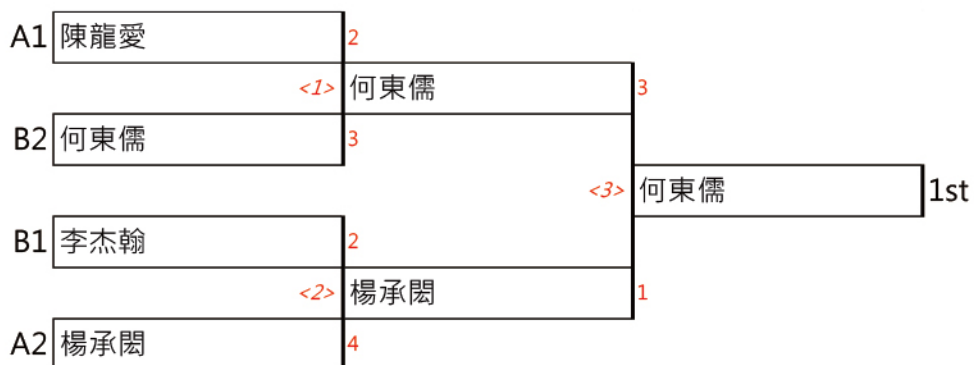 A1 陳龍愛 2
<1> 何東儒 3
B2 何東儒 3
<3> 何東儒 1st
B1 李杰翰 2
<2> 楊承閎 1
A2 楊承閎 4